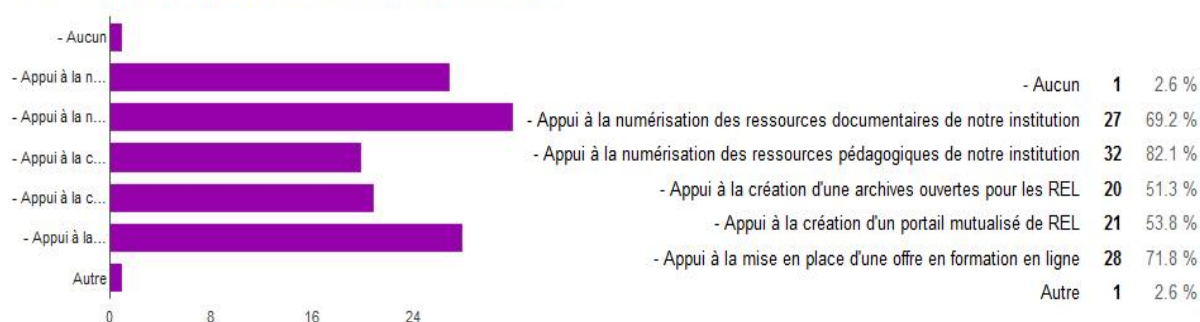 - Aucun
- Appui à la n...
- Appui à la n...
- Appui à la c...
- Appui à la c...
- Appui à la...
Autre
0 8 16 24
- Aucun 1 2.6 %
- Appui à la numérisation des ressources documentaires de notre institution 27 69.2 %
- Appui à la numérisation des ressources pédagogiques de notre institution 32 82.1 %
- Appui à la création d'une archives ouvertes pour les REL 20 51.3 %
- Appui à la création d'un portail mutualisé de REL 21 53.8 %
- Appui à la mise en place d'une offre en formation en ligne 28 71.8 %
Autre 1 2.6 %